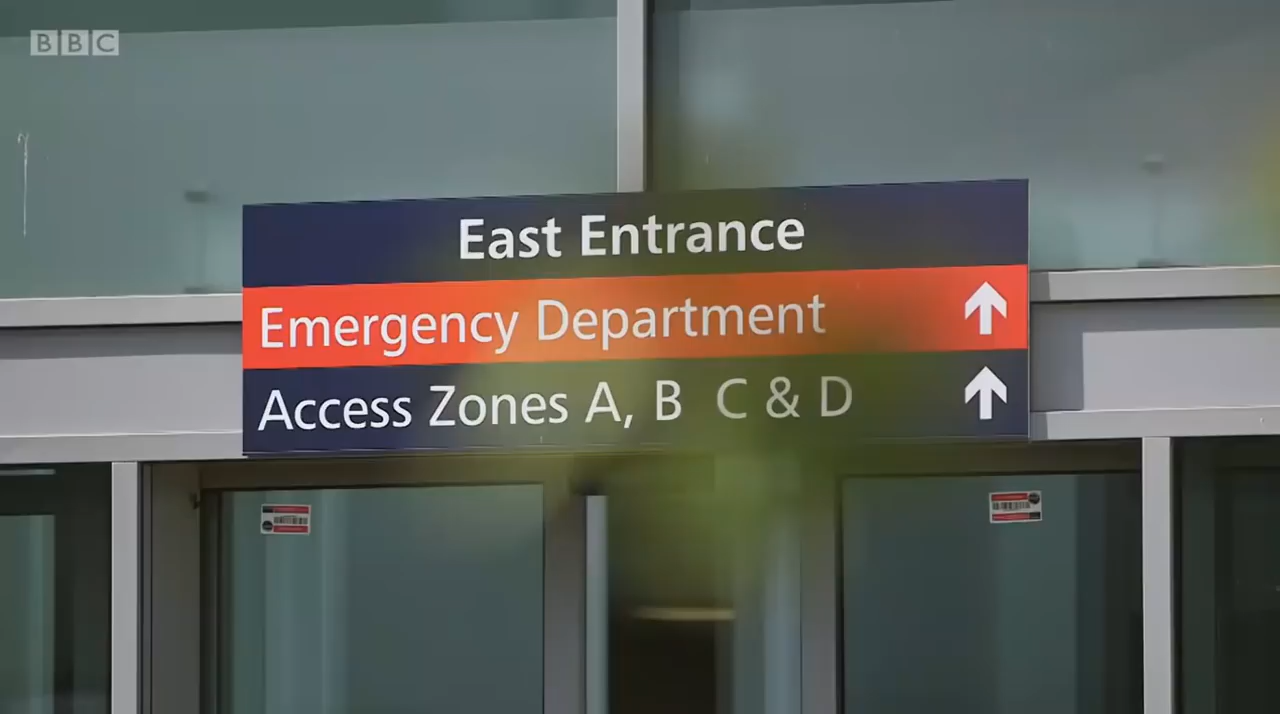 BBC
East Entrance
Emergency Department
Access Zones A, B C & D